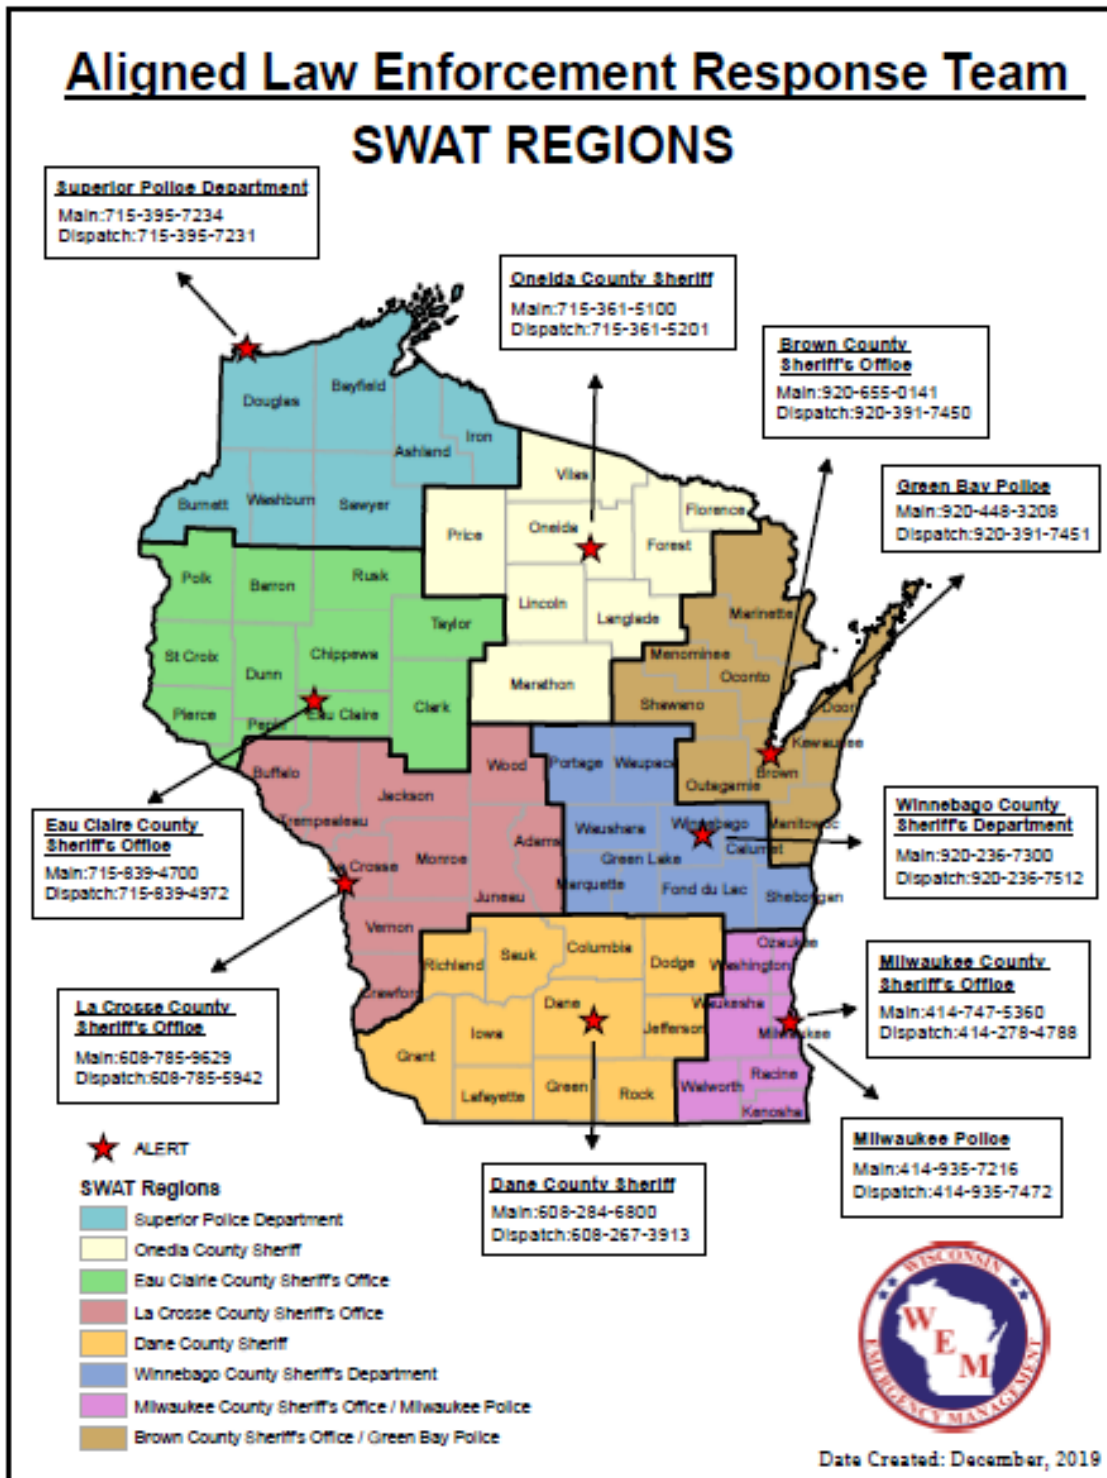 Aligned Law Enforcement Response Team
SWAT REGIONS
Superior Police Department
Main:715-395-7234
Dispatch:715-395-7231
Oneida County Sheriff
Main:715-361-5100
Dispatch:715-361-5201
Brown County
Sheriff's Office
Main:920-655-0141
Dispatch:920-391-7450
Green Bay Police
Main:920-448-3208
Dispatch:920-391-7451
Douglas
Bayfield
Ashland
Iron
Burnett
Washburn
Sawyer
Vilas
Florence
Price
Oneida
Forest
Polk
Barron
Rusk
Lincoln
Langlade
Marinette
Taylor
St Croix
Dunn
Chippewa
Menominee
Oconto
Marathon
Shawano
Door
Pierce
Pepin
Eau Claire
Clark
Kewaunee
Brown
Outagamie
Buffalo
Jackson
Wood
Portage
Waupaca
Trempealeau
Adams
Waushara
Winnebago
Manitowoc
Calumet
La Crosse
Monroe
Juneau
Green Lake
Marquette
Fond du Lac
Sheboygan
Vernon
Crawford
Richland
Sauk
Columbia
Dodge
Washington
Ozaukee
Grant
Iowa
Dane
Jefferson
Waukesha
Milwaukee
Lafayette
Green
Rock
Walworth
Racine
Kenosha
Eau Claire County
Sheriff's Office
Main:715-839-4700
Dispatch:715-839-4972
Winnebago County
Sheriff's Department
Main:920-236-7300
Dispatch:920-236-7512
La Crosse County
Sheriff's Office
Main:608-785-9629
Dispatch:608-785-5942
Milwaukee County
Sheriff's Office
Main:414-747-5360
Dispatch:414-278-4788
Milwaukee Police
Main:414-935-7216
Dispatch:414-935-7472
Dane County Sheriff
Main:608-284-6800
Dispatch:608-267-3913
ALERT
SWAT Regions
Superior Police Department
Onedia County Sheriff
Eau Clairie County Sheriff's Office
La Crosse County Sheriff's Office
Dane County Sheriff
Winnebago County Sheriff's Department
Milwaukee County Sheriff's Office / Milwaukee Police
Brown County Sheriff's Office / Green Bay Police
WISCONSIN
WEM
EMERGENCY MANAGEMENT
Date Created: December, 2019